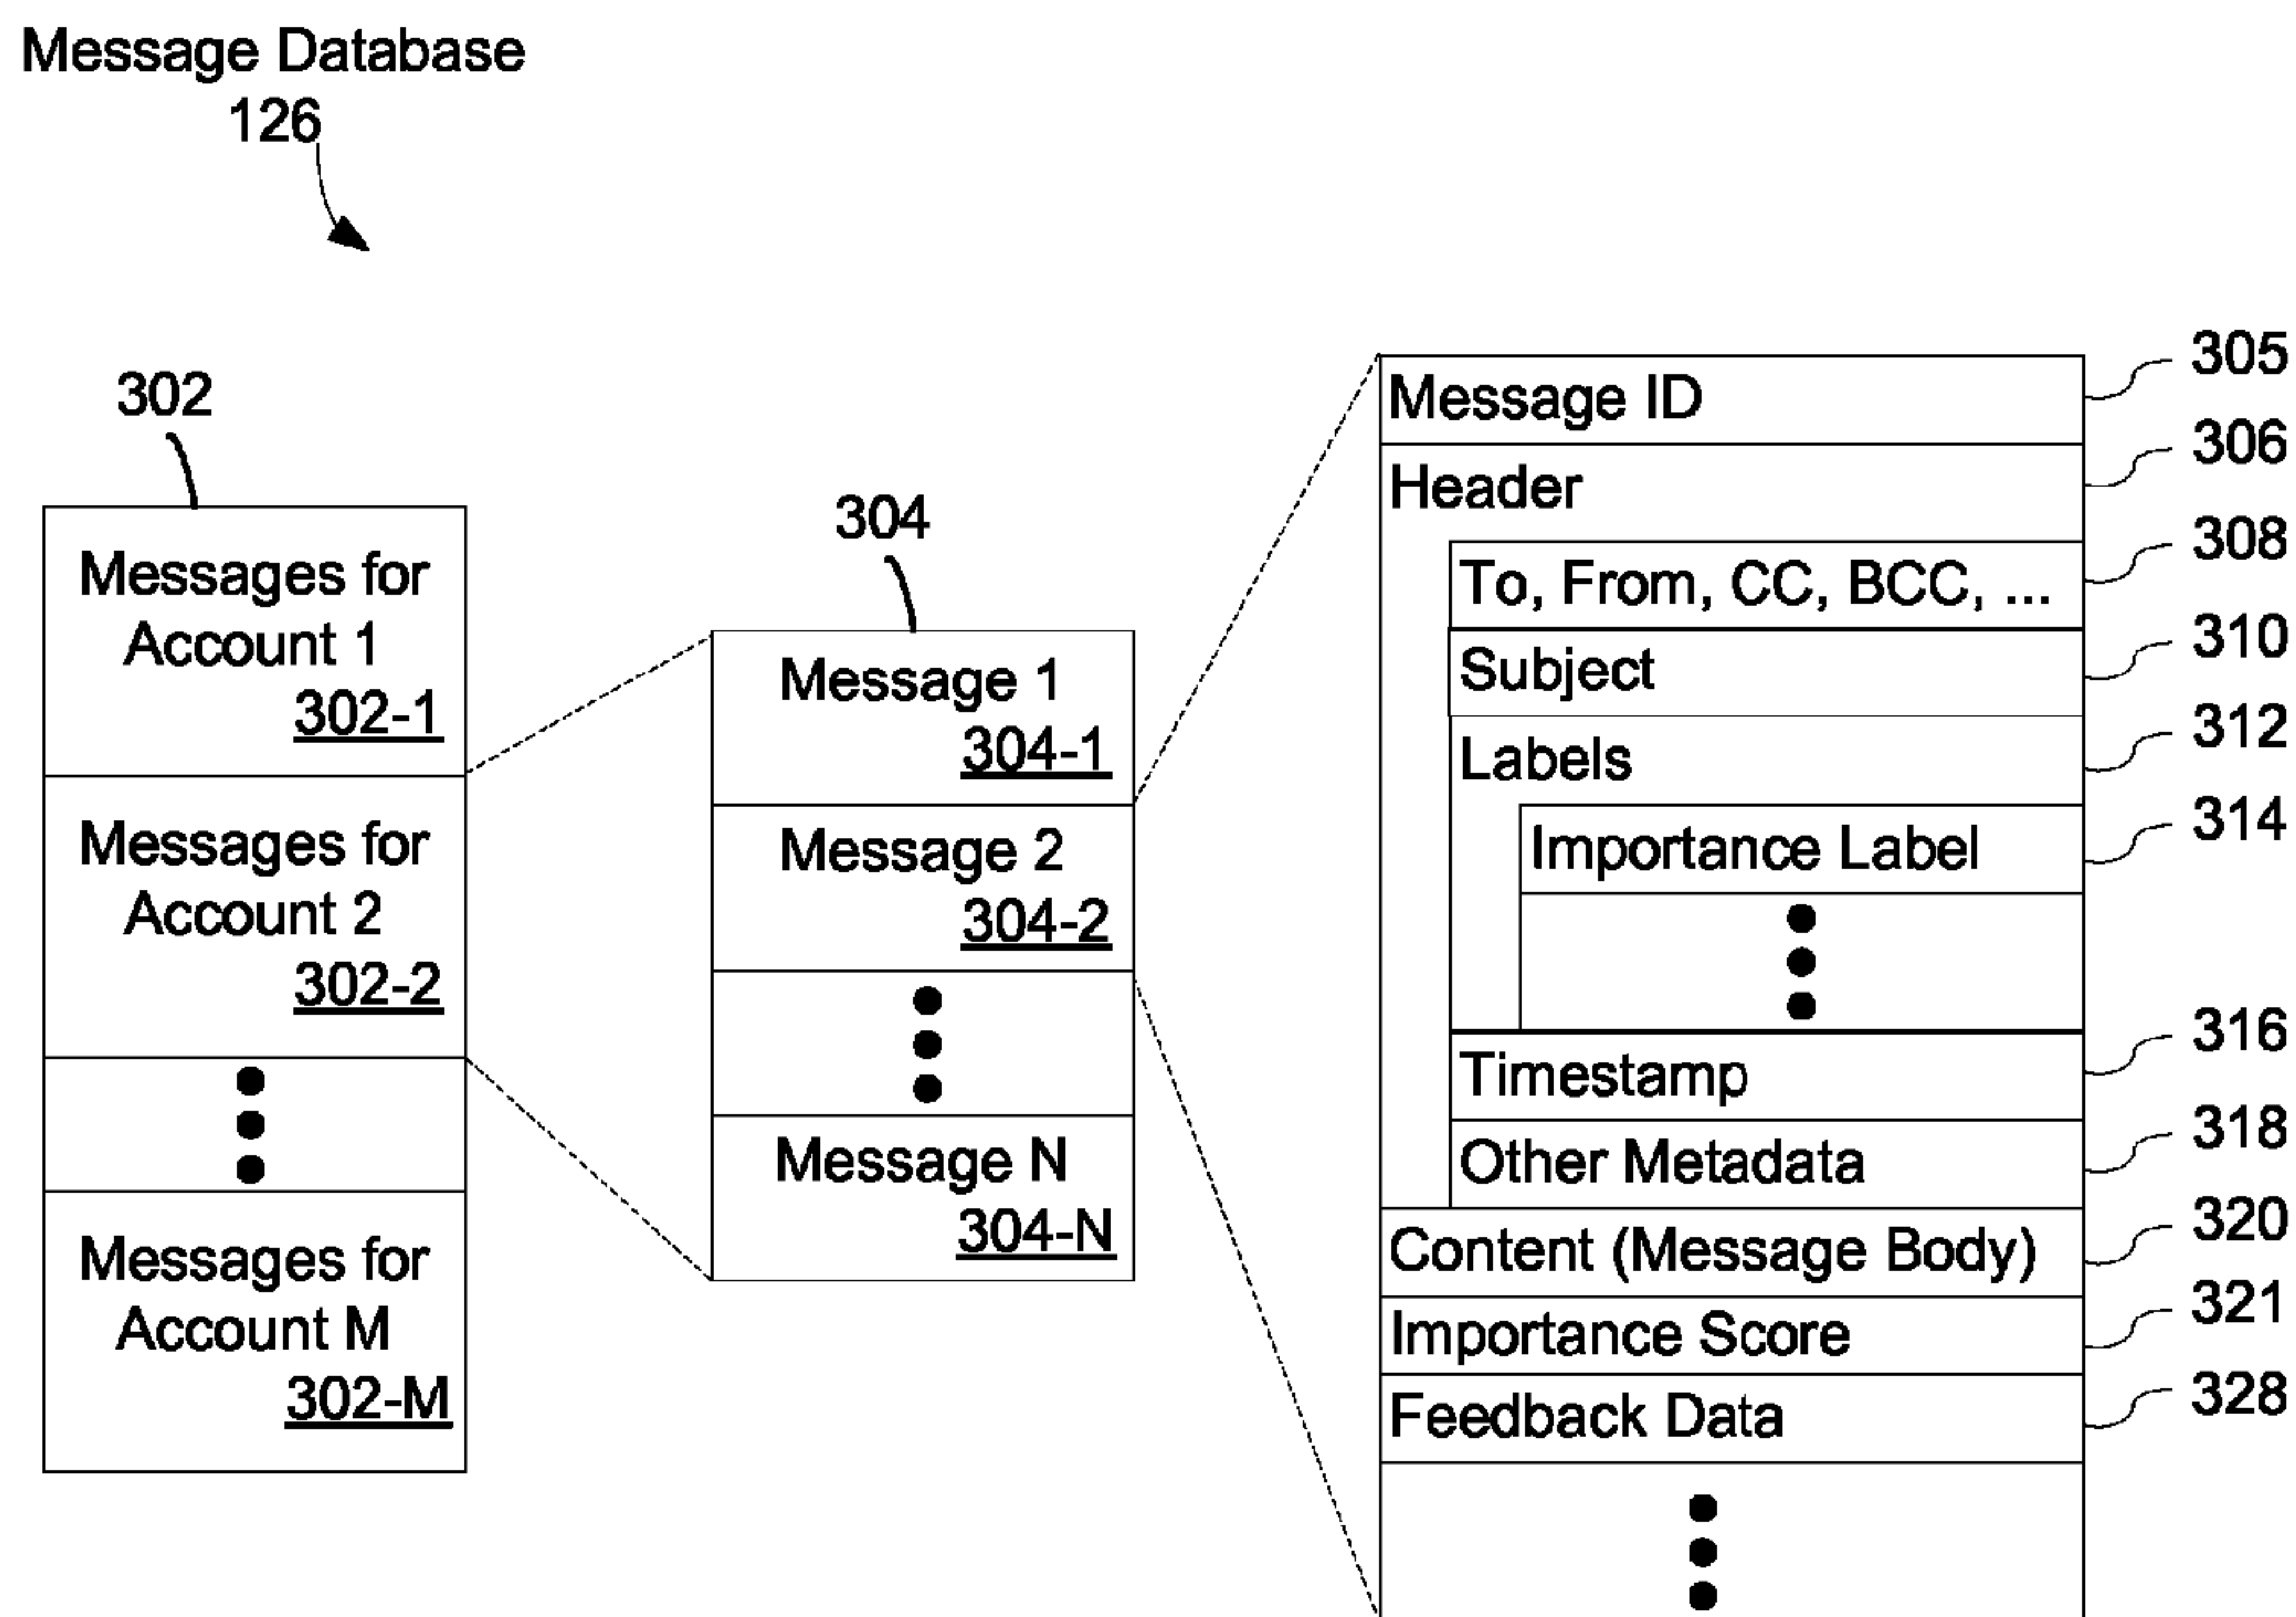 Message Database
126
302
Messages for
Account 1
302-1
Messages for
Account 2
302-2
Messages for
Account M
302-M
304
Message 1
304-1
Message 2
304-2
Message N
304-N
Message ID
305
Header
306
To, From, CC, BCC, ...
308
Subject
310
Labels
312
Importance Label
314
Timestamp
316
Other Metadata
318
Content (Message Body)
320
Importance Score
321
Feedback Data
328